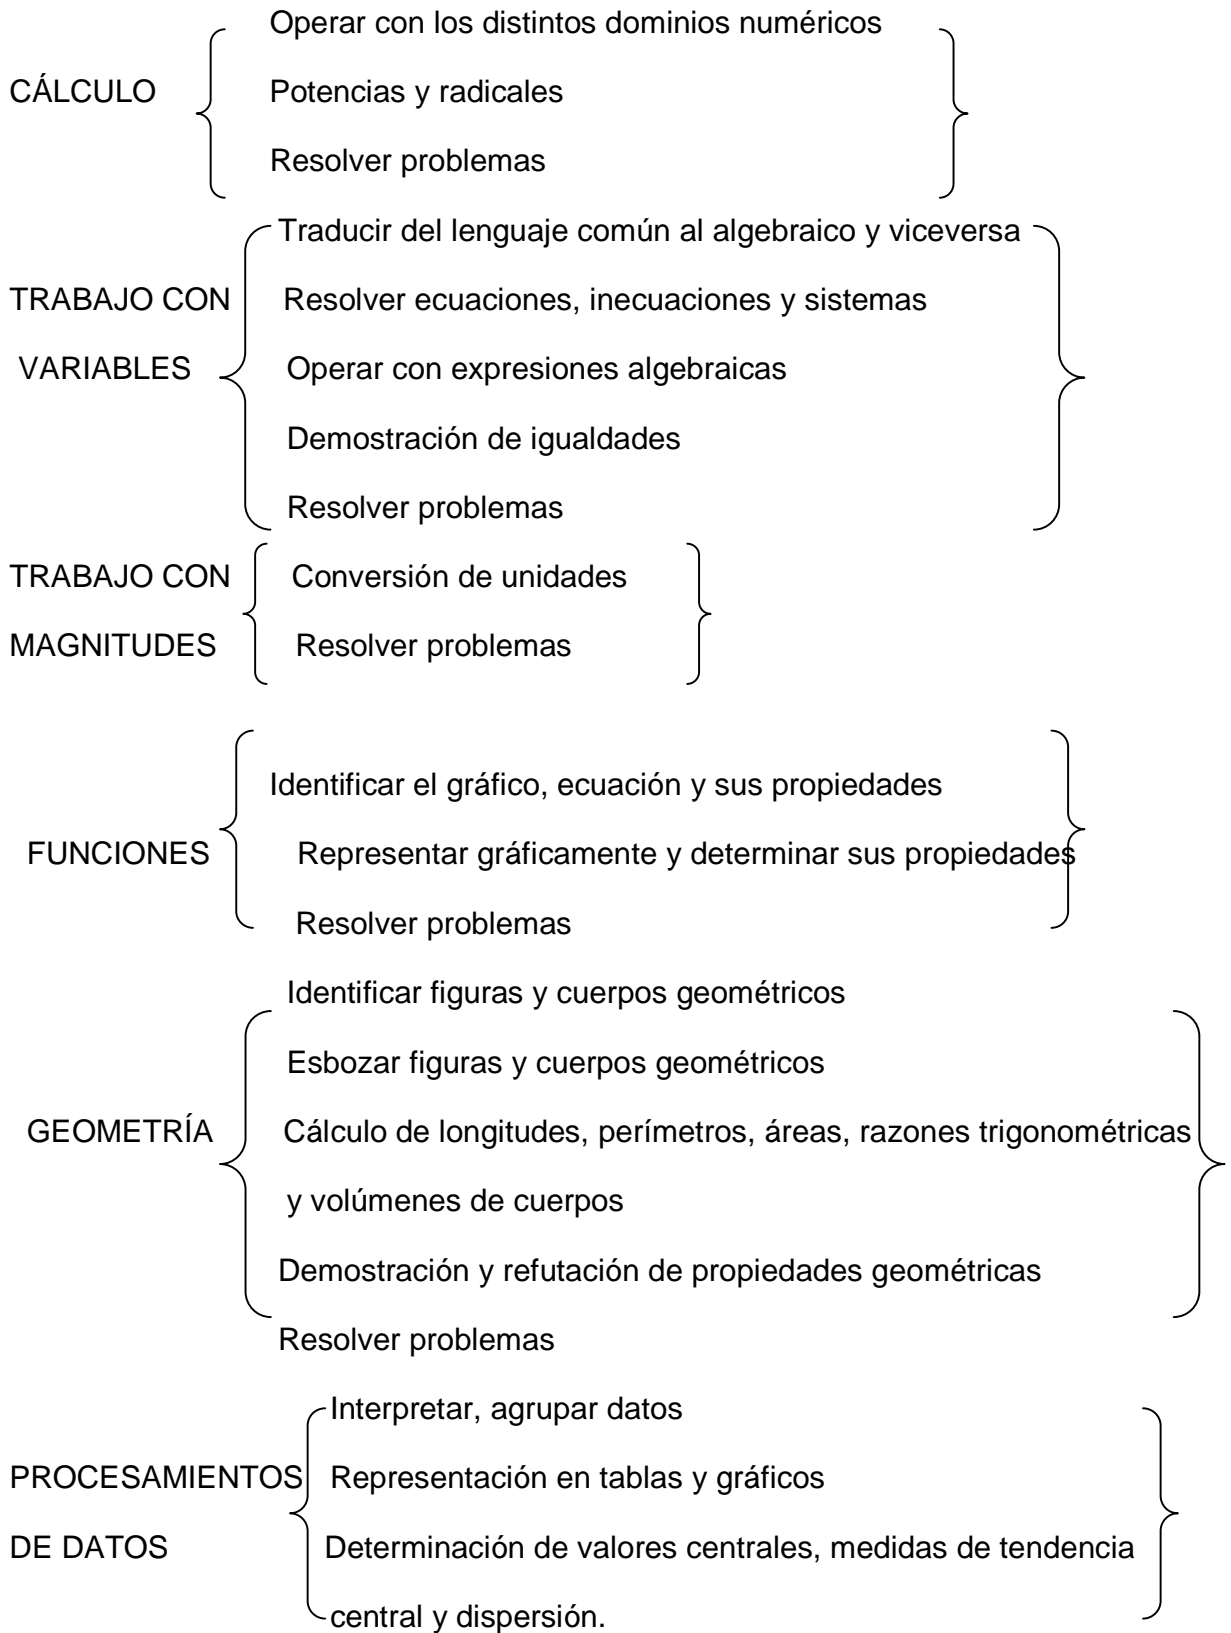 Operar con los distintos dominios numéricos
CÁLCULO Potencias y radicales
Resolver problemas
Traducir del lenguaje común al algebraico y viceversa
TRABAJO CON Resolver ecuaciones, inecuaciones y sistemas
VARIABLES Operar con expresiones algebraicas
Demostración de igualdades
Resolver problemas
TRABAJO CON Conversión de unidades
MAGNITUDES Resolver problemas
Identificar el gráfico, ecuación y sus propiedades
FUNCIONES Representar gráficamente y determinar sus propiedades
Resolver problemas
Identificar figuras y cuerpos geométricos
Esbozar figuras y cuerpos geométricos
GEOMETRÍA Cálculo de longitudes, perímetros, áreas, razones trigonométricas
y volúmenes de cuerpos
Demostración y refutación de propiedades geométricas
Resolver problemas
Interpretar, agrupar datos
PROCESAMIENTOS Representación en tablas y gráficos
DE DATOS Determinación de valores centrales, medidas de tendencia
central y dispersión.